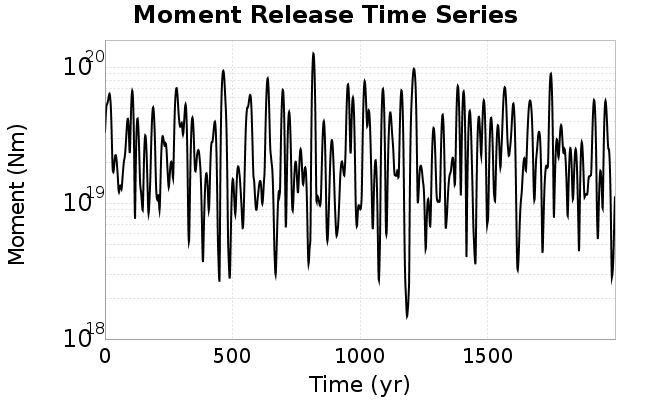 Moment Release Time Series
10^20
10^19
10^18
Moment (Nm)
0 500 1000 1500
Time (yr)